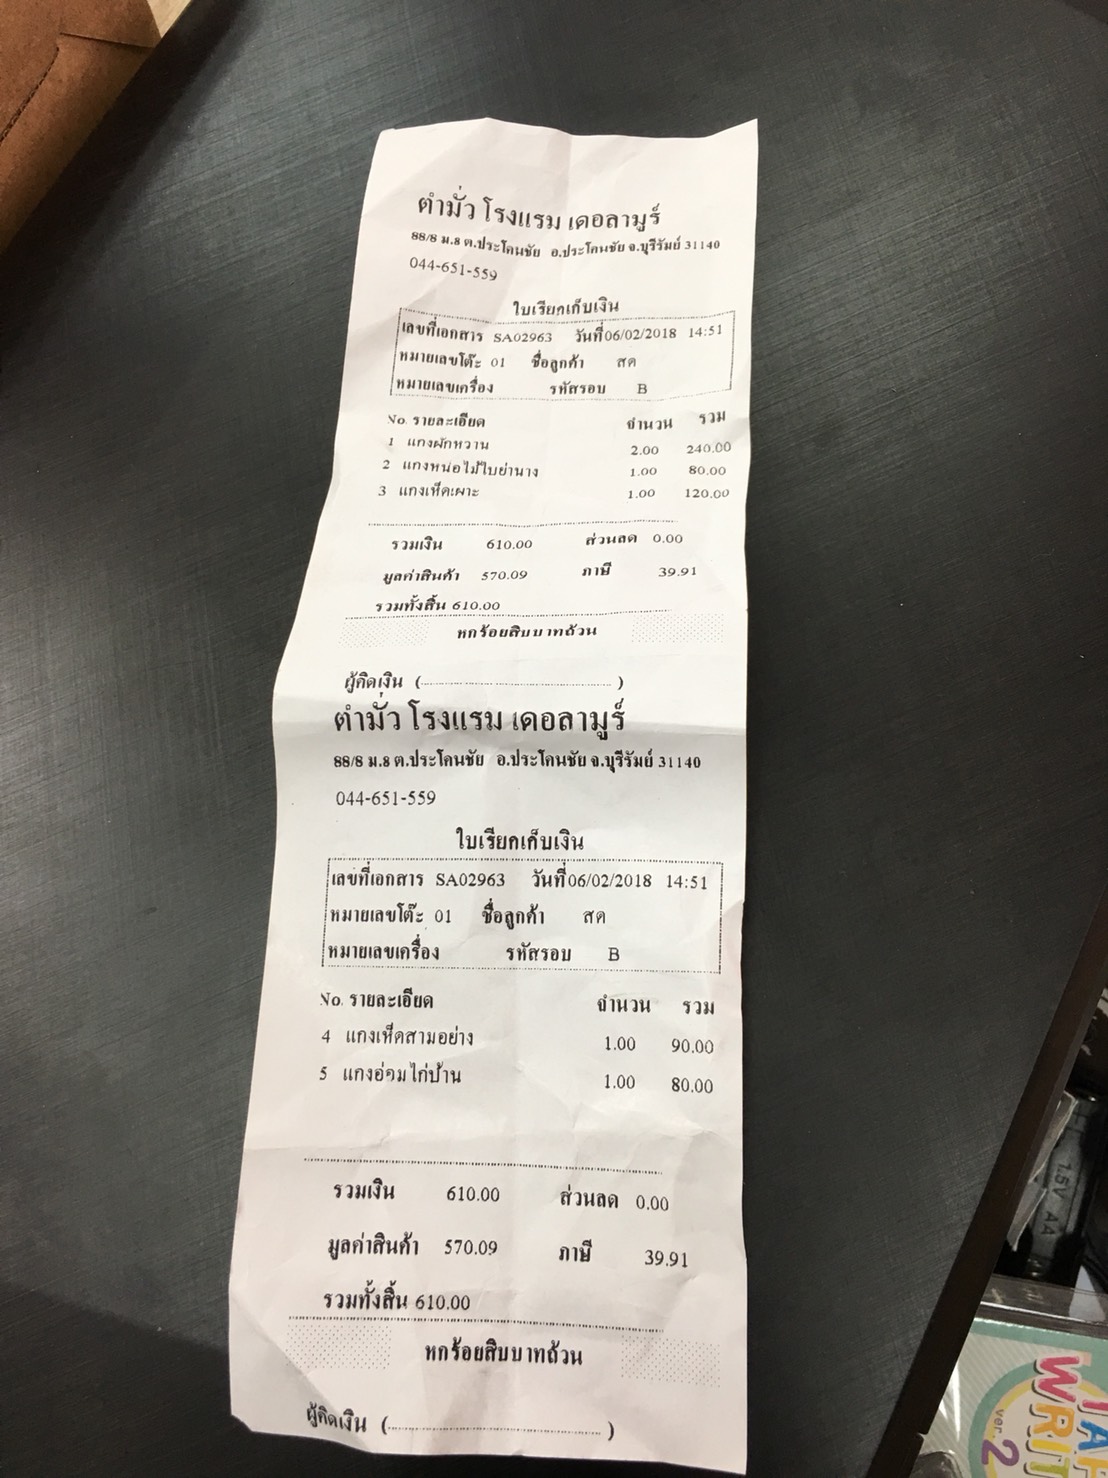 ตำมั่ว โรงแรม เดอลามูร์
88/8 ม.8 ต.ประโคนชัย อ.ประโคนชัย จ.บุรีรัมย์ 31140
044-651-559
ใบเรียกเก็บเงิน
เลขที่เอกสาร SA02963 วันที่06/02/2018 14:51
หมายเลขโต๊ะ 01 ชื่อลูกค้า สด
หมายเลขเครื่อง รหัสรอบ B
No. รายละเอียด จำนวน รวม
1 แกงผักหวาน 2.00 240.00
2 แกงหน่อไม้ใบย่านาง 1.00 80.00
3 แกงเห็ดเผาะ 1.00 120.00
รวมเงิน 610.00 ส่วนลด 0.00
มูลค่าสินค้า 570.09 ภาษี 39.91
รวมทั้งสิ้น 610.00
หกร้อยสิบบาทถ้วน
ผู้คิดเงิน (................................................)
ตำมั่ว โรงแรม เดอลามูร์
88/8 ม.8 ต.ประโคนชัย อ.ประโคนชัย จ.บุรีรัมย์ 31140
044-651-559
ใบเรียกเก็บเงิน
เลขที่เอกสาร SA02963 วันที่06/02/2018 14:51
หมายเลขโต๊ะ 01 ชื่อลูกค้า สด
หมายเลขเครื่อง รหัสรอบ B
No. รายละเอียด จำนวน รวม
4 แกงเห็ดสามอย่าง 1.00 90.00
5 แกงอ่อมไก่บ้าน 1.00 80.00
รวมเงิน 610.00 ส่วนลด 0.00
มูลค่าสินค้า 570.09 ภาษี 39.91
รวมทั้งสิ้น 610.00
หกร้อยสิบบาทถ้วน
ผู้คิดเงิน (................................................)
1.5V AA
ver. 2